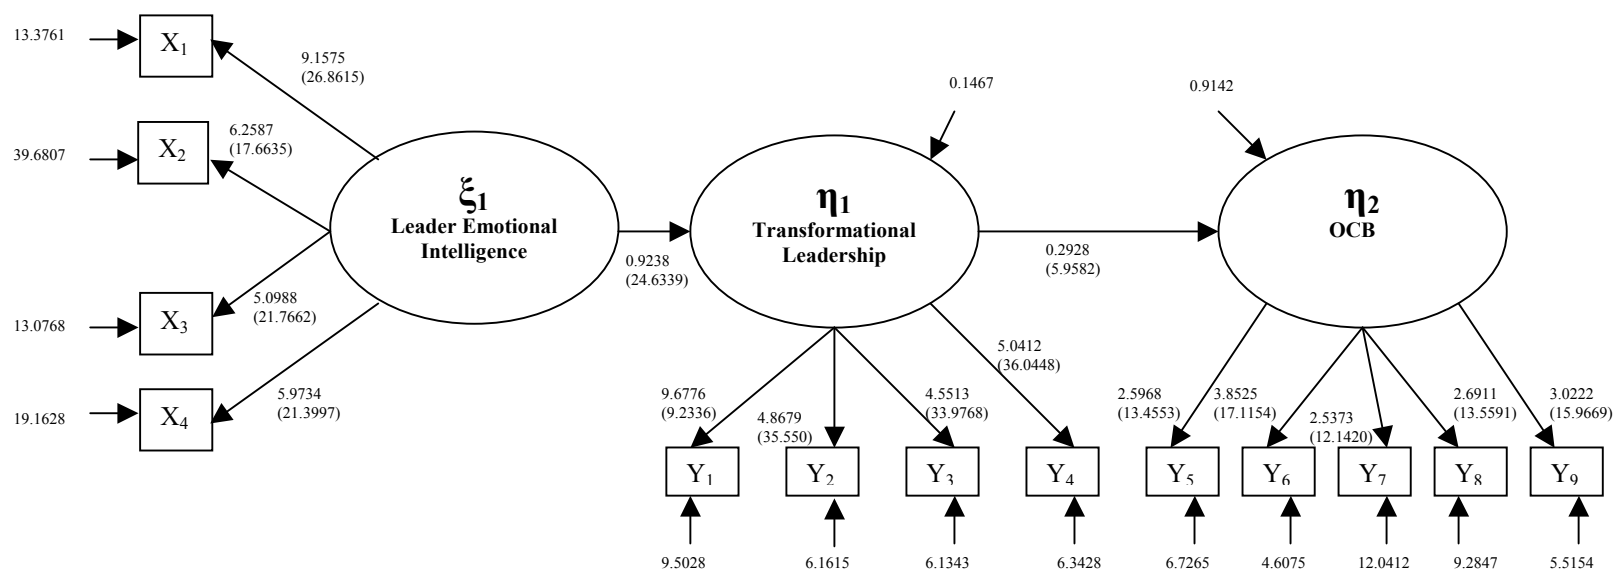 13.3761
X1
9.1575
(26.8615)
39.6807
X2
6.2587
(17.6635)
13.0768
X3
5.0988
(21.7662)
19.1628
X4
5.9734
(21.3997)
ξ1
Leader Emotional
Intelligence
0.9238
(24.6339)
0.1467
η1
Transformational
Leadership
0.2928
(5.9582)
0.9142
η2
OCB
9.6776
(9.2336)
4.8679
(35.550)
4.5513
(33.9768)
5.0412
(36.0448)
2.5968
(13.4553)
3.8525
(17.1154)
2.5373
(12.1420)
2.6911
(13.5591)
3.0222
(15.9669)
Y1
Y2
Y3
Y4
Y5
Y6
Y7
Y8
Y9
9.5028
6.1615
6.1343
6.3428
6.7265
4.6075
12.0412
9.2847
5.5154